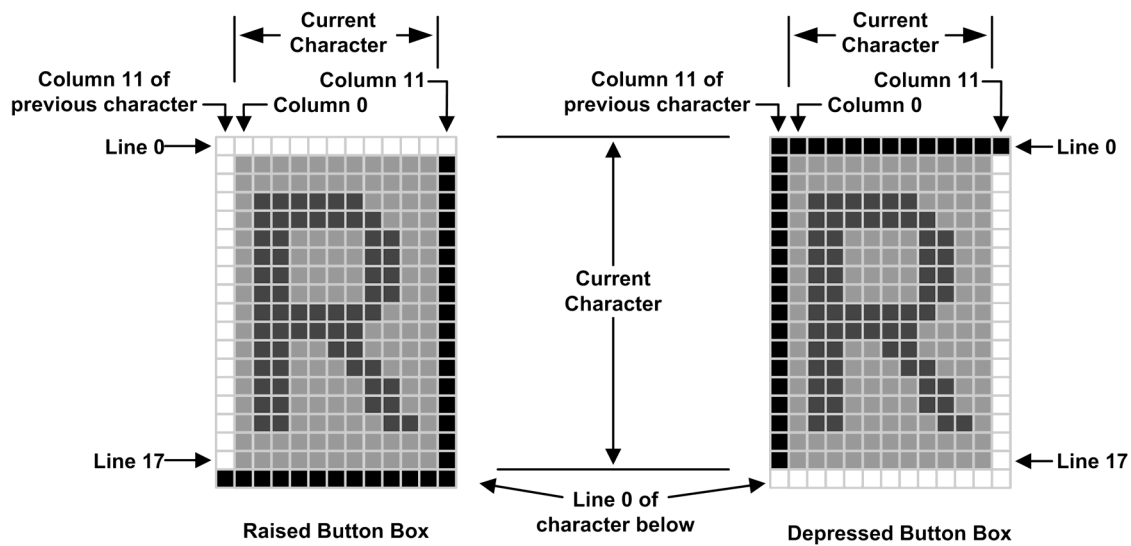 Current
Character
Current
Character
Column 11 of
previous character
Column 11
Column 0
Column 11 of
previous character
Column 11
Column 0
Line 0
Line 0
Current
Character
Line 17
Line 17
Line 0 of
character below
Raised Button Box
Depressed Button Box